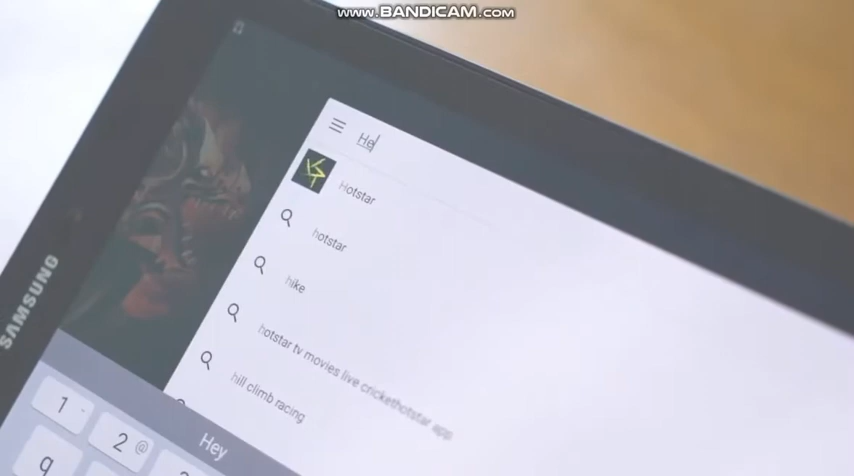 www.BANDICAM.com
He
Hotstar
hotstar
hike
hotstar tv movies live crickethotstar app
hill climb racing
SAMSUNG
Hey
1 2 @
q